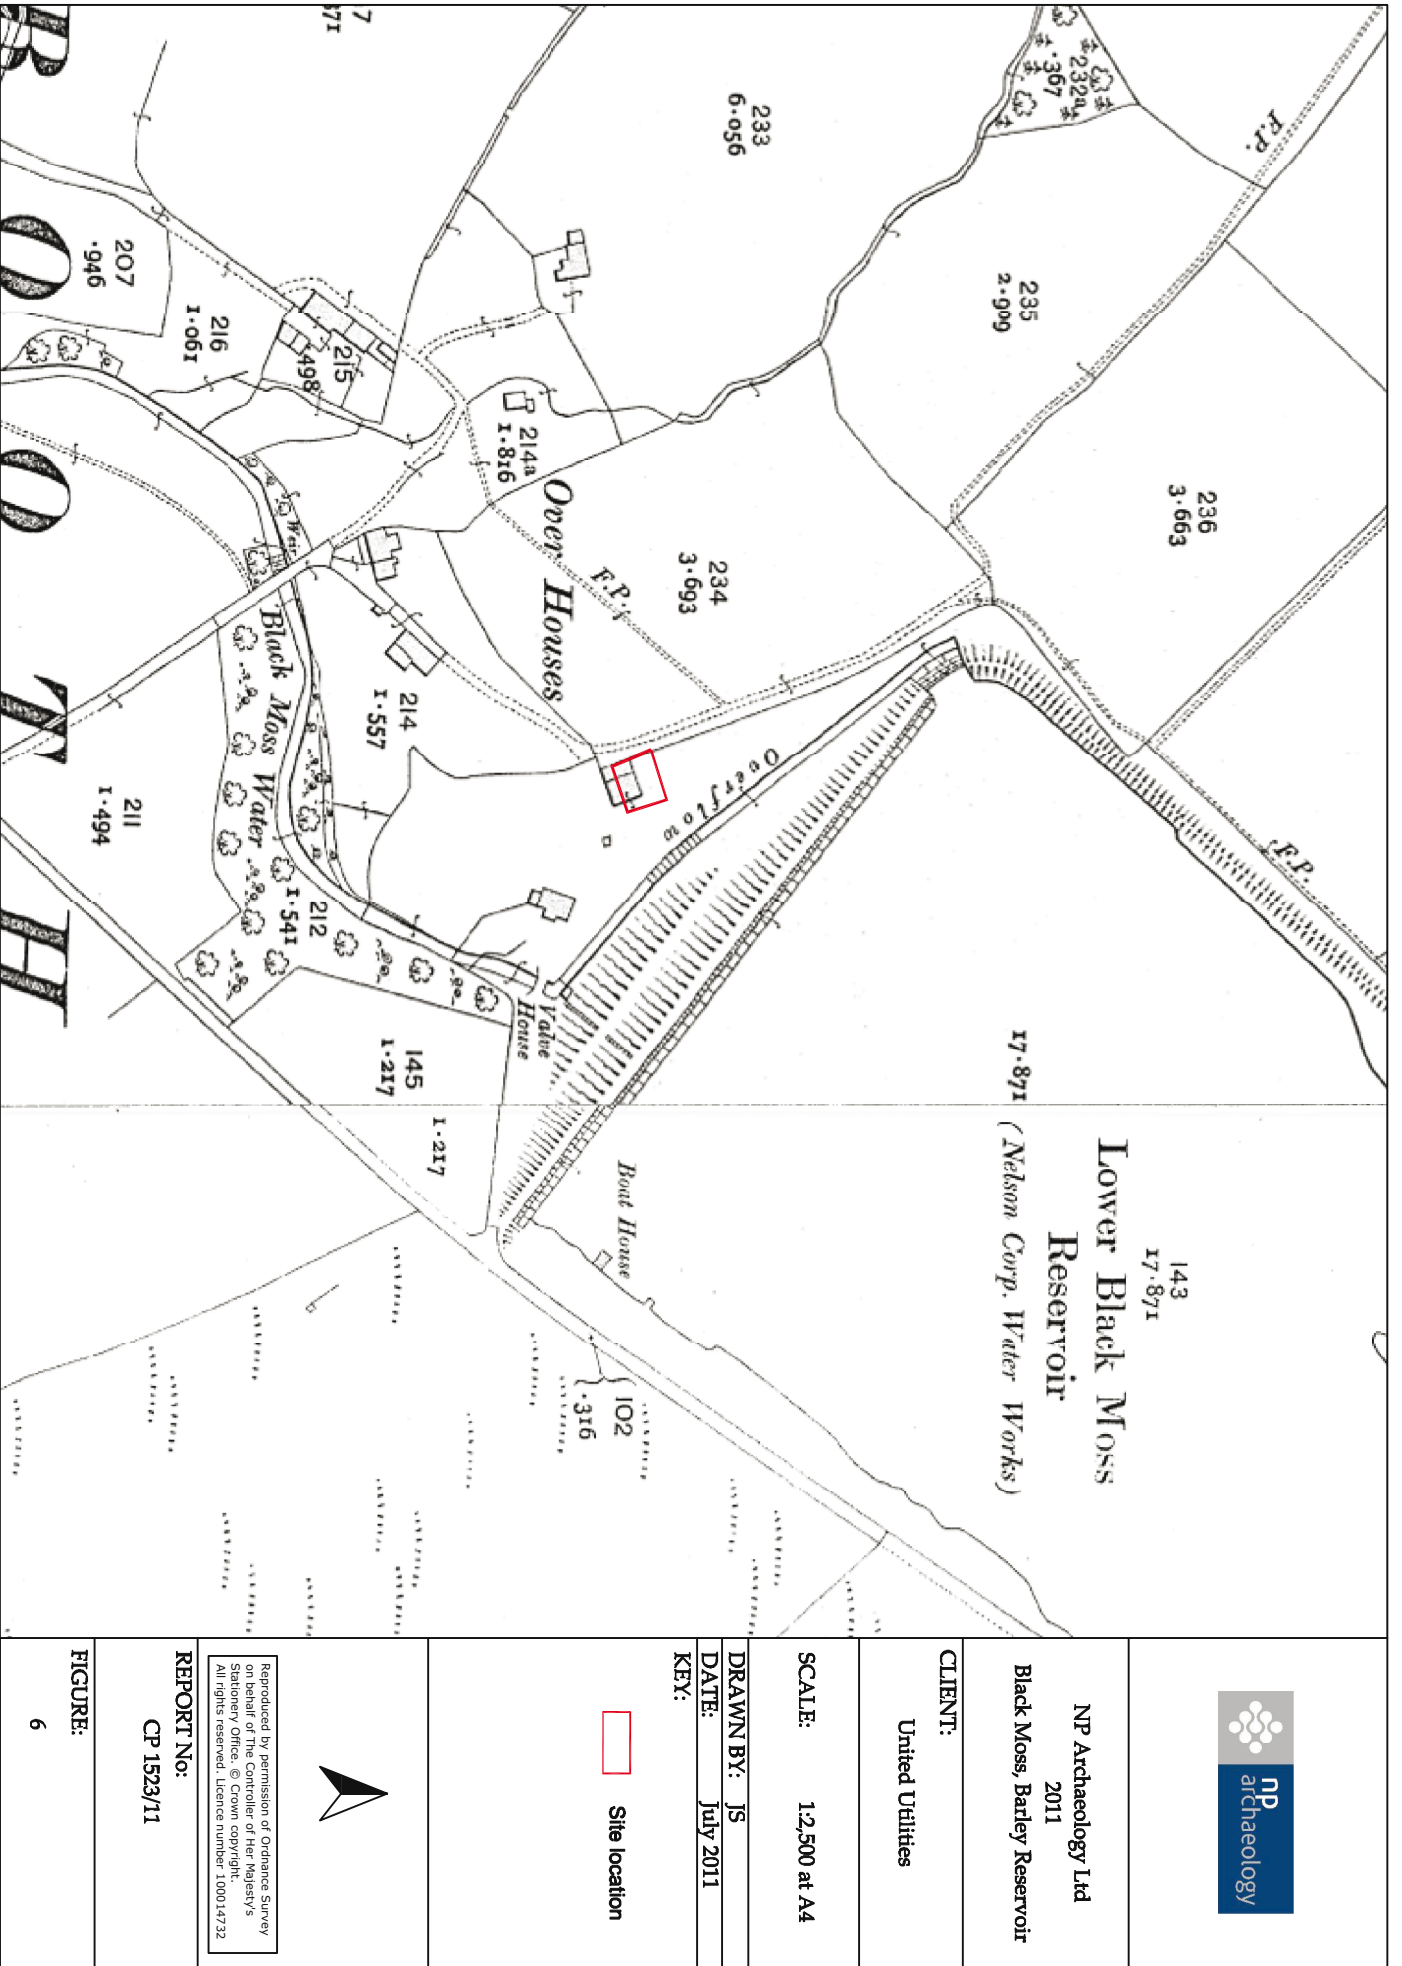 232a
·367
F.P.
233
6·056
235
2·909
236
3·663
207
·946
216
1·061
215
·498
214a
1·816
Over Houses
F.P.
234
3·693
Weir
Black Moss Water
214
1·557
211
1·494
212
1·541
Overflow
F.P.
Valve
House
145
1·217
1·217
17·871
Boat House
143
17·871
Lower Black Moss
Reservoir
(Nelson Corp. Water Works)
102
·316
np
archaeology
NP Archaeology Ltd
2011
Black Moss, Barley Reservoir
CLIENT:
United Utilities
SCALE: 1:2,500 at A4
DRAWN BY: JS
DATE: July 2011
KEY:
Site location
Reproduced by permission of Ordnance Survey
on behalf of The Controller of Her Majesty's
Stationery Office. © Crown copyright.
All rights reserved. Licence number 100014732
REPORT No:
CP 1523/11
FIGURE:
6